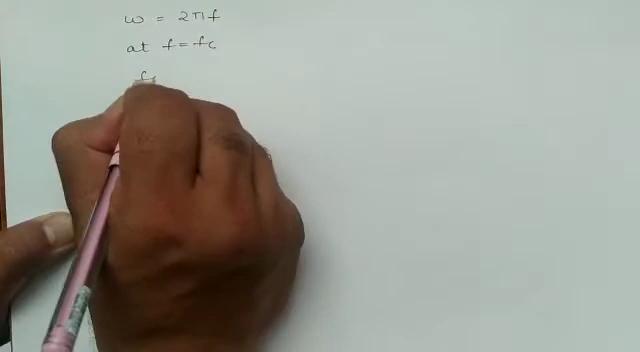 w = 2πf
at f = fc